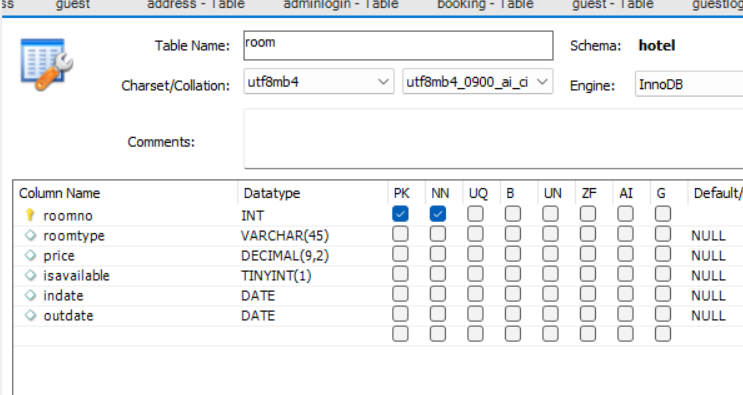 ss guest address - Table adminlogin - Table booking - Table guest - Table guestlog
Table Name: room Schema: hotel
Charset/Collation: utf8mb4 utf8mb4_0900_ai_ci Engine: InnoDB
Comments:
Column Name Datatype PK NN UQ B UN ZF AI G Default/
roomno INT
roomtype VARCHAR(45) NULL
price DECIMAL(9,2) NULL
isavailable TINYINT(1) NULL
indate DATE NULL
outdate DATE NULL